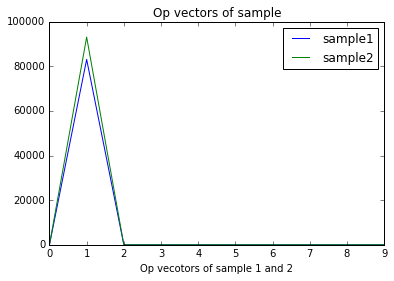 Op vectors of sample
100000
80000
60000
40000
20000
0
sample1
sample2
0 1 2 3 4 5 6 7 8 9
Op vecotors of sample 1 and 2